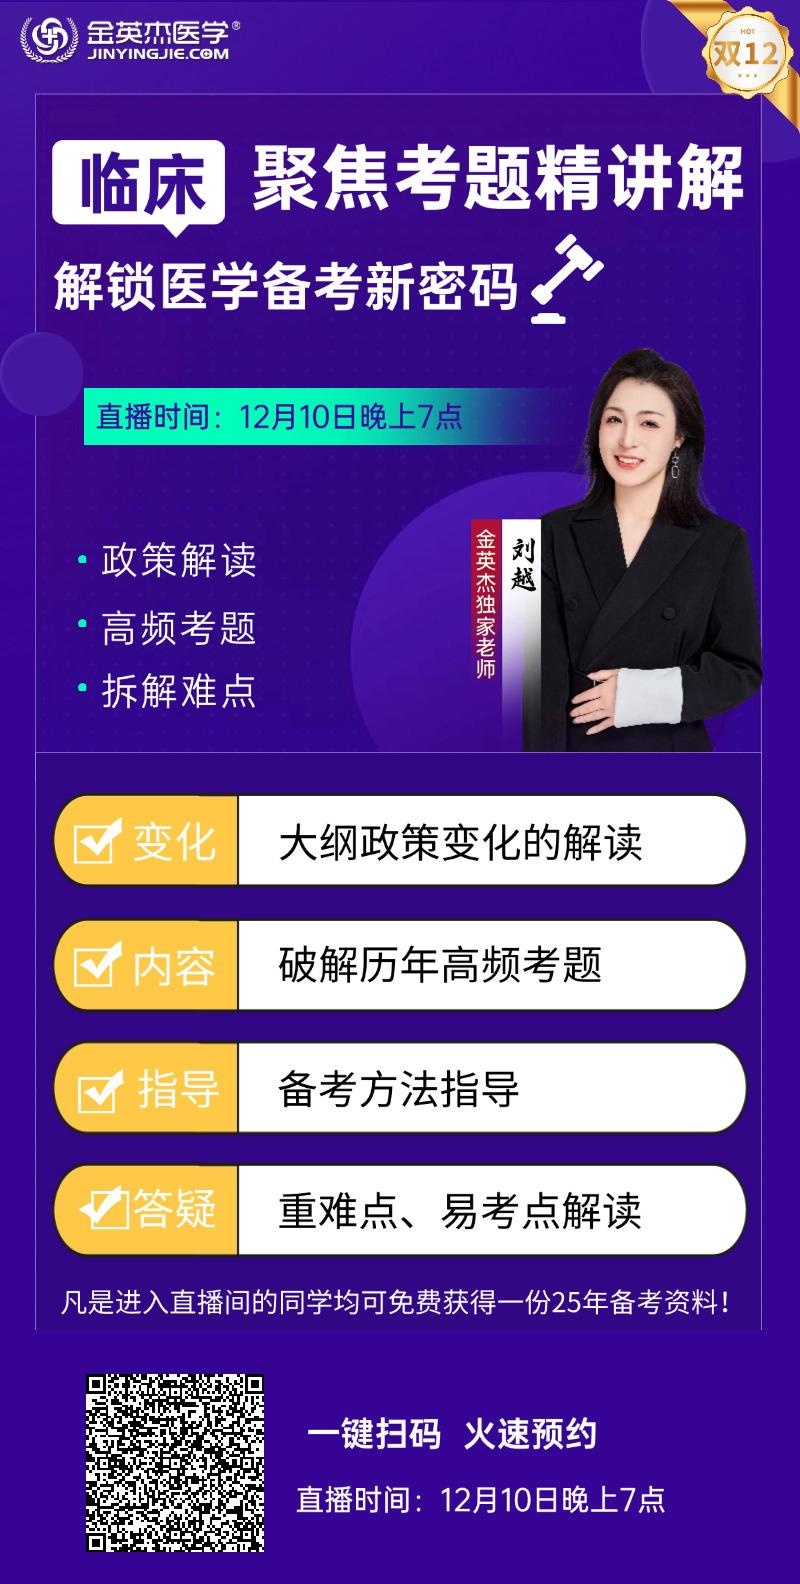 金英杰医学®
JINYINGJIE.COM
HOT
双12
临床 聚焦考题精讲解
解锁医学备考新密码
直播时间：12月10日晚上7点
政策解读
高频考题
拆解难点
金英杰独家老师
刘越
变化 大纲政策变化的解读
内容 破解历年高频考题
指导 备考方法指导
答疑 重难点、易考点解读
凡是进入直播间的同学均可免费获得一份25年备考资料！
一键扫码 火速预约
直播时间：12月10日晚上7点